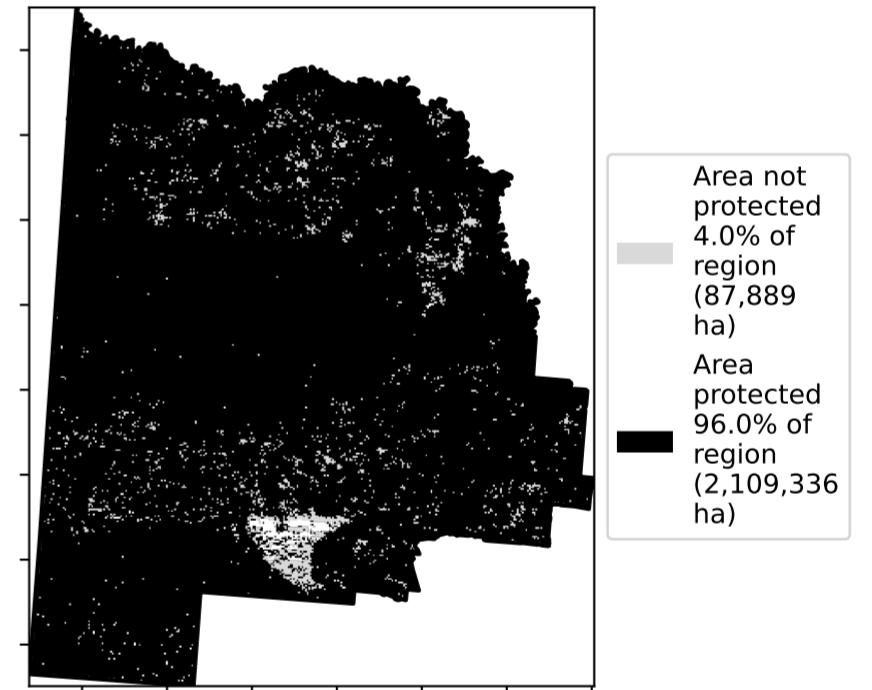 Area not
protected
4.0% of
region
(87,889
ha)
Area
protected
96.0% of
region
(2,109,336
ha)